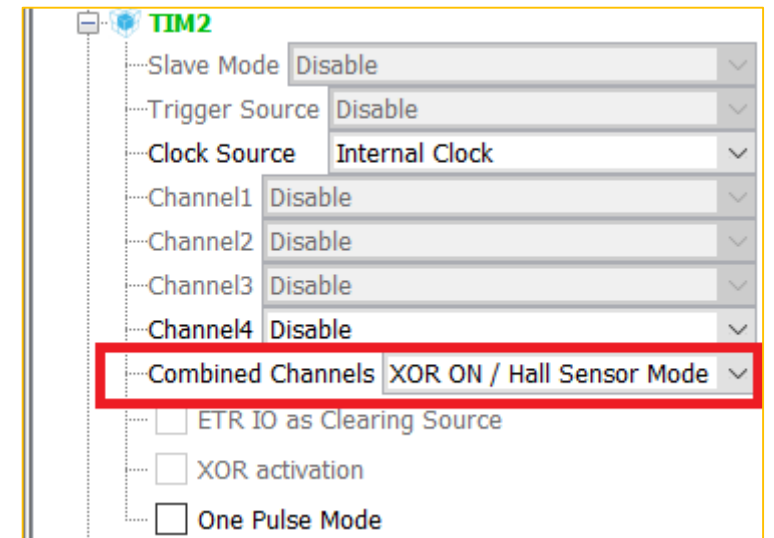 TIM2
Slave Mode Disable
Trigger Source Disable
Clock Source Internal Clock
Channel1 Disable
Channel2 Disable
Channel3 Disable
Channel4 Disable
Combined Channels XOR ON / Hall Sensor Mode
ETR IO as Clearing Source
XOR activation
One Pulse Mode